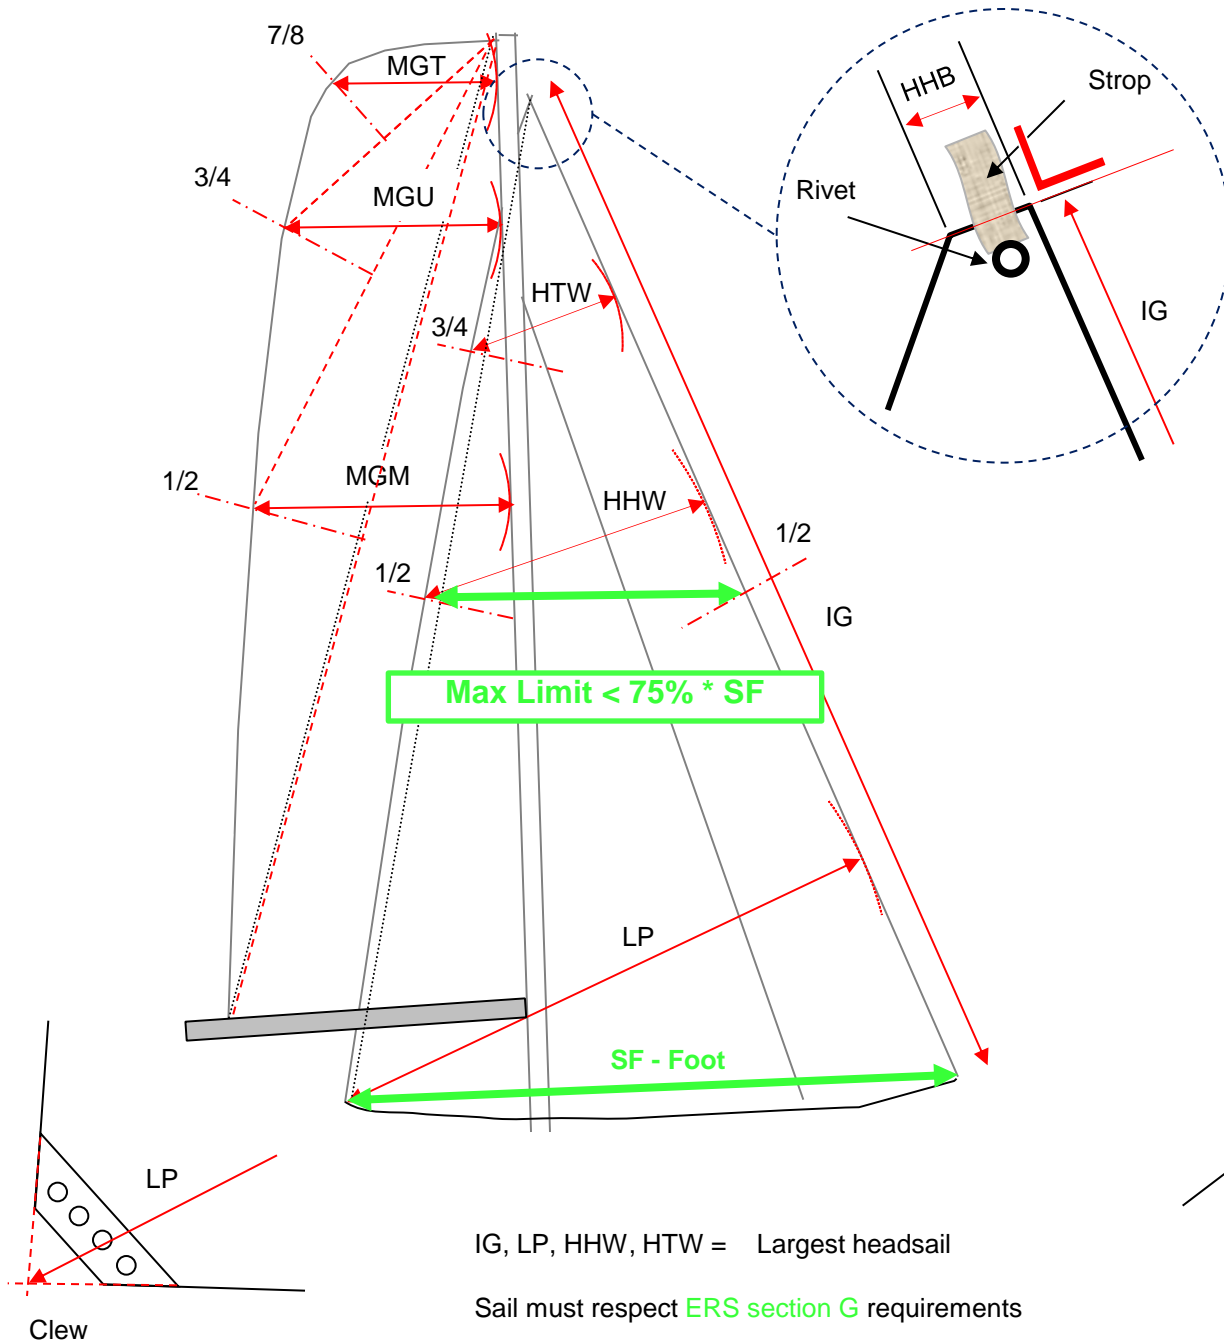 7/8
MGT
HHB
Strop
3/4
MGU
Rivet
HTW
IG
3/4
1/2
MGM
HHW
1/2
1/2
IG
Max Limit < 75% * SF
LP
SF - Foot
LP
IG, LP, HHW, HTW = Largest headsail
Sail must respect ERS section G requirements
Clew